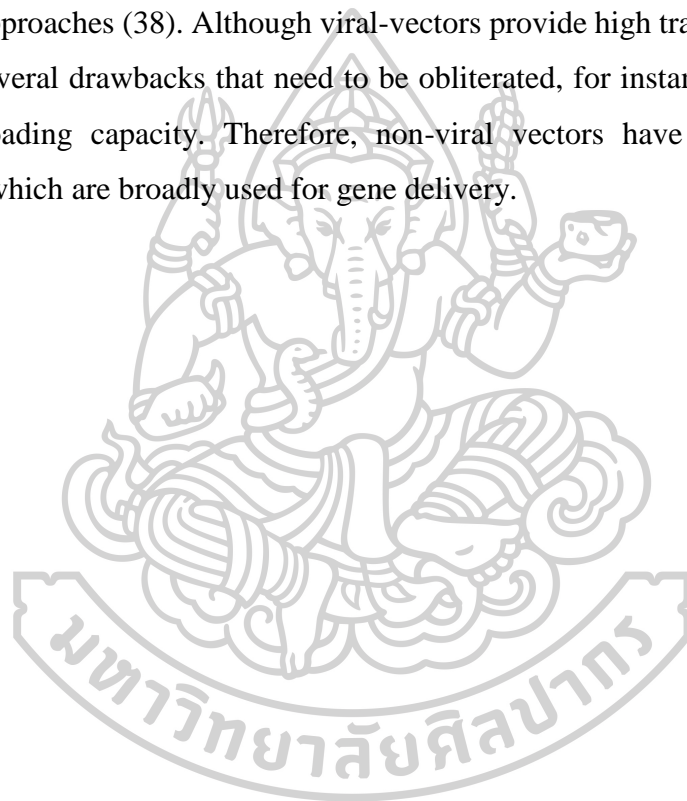 pproaches (38). Although viral-vectors provide high tra
veral drawbacks that need to be obliterated, for instan
ading capacity. Therefore, non-viral vectors have
which are broadly used for gene delivery.
มหาวิทยาลัยศิลปากร